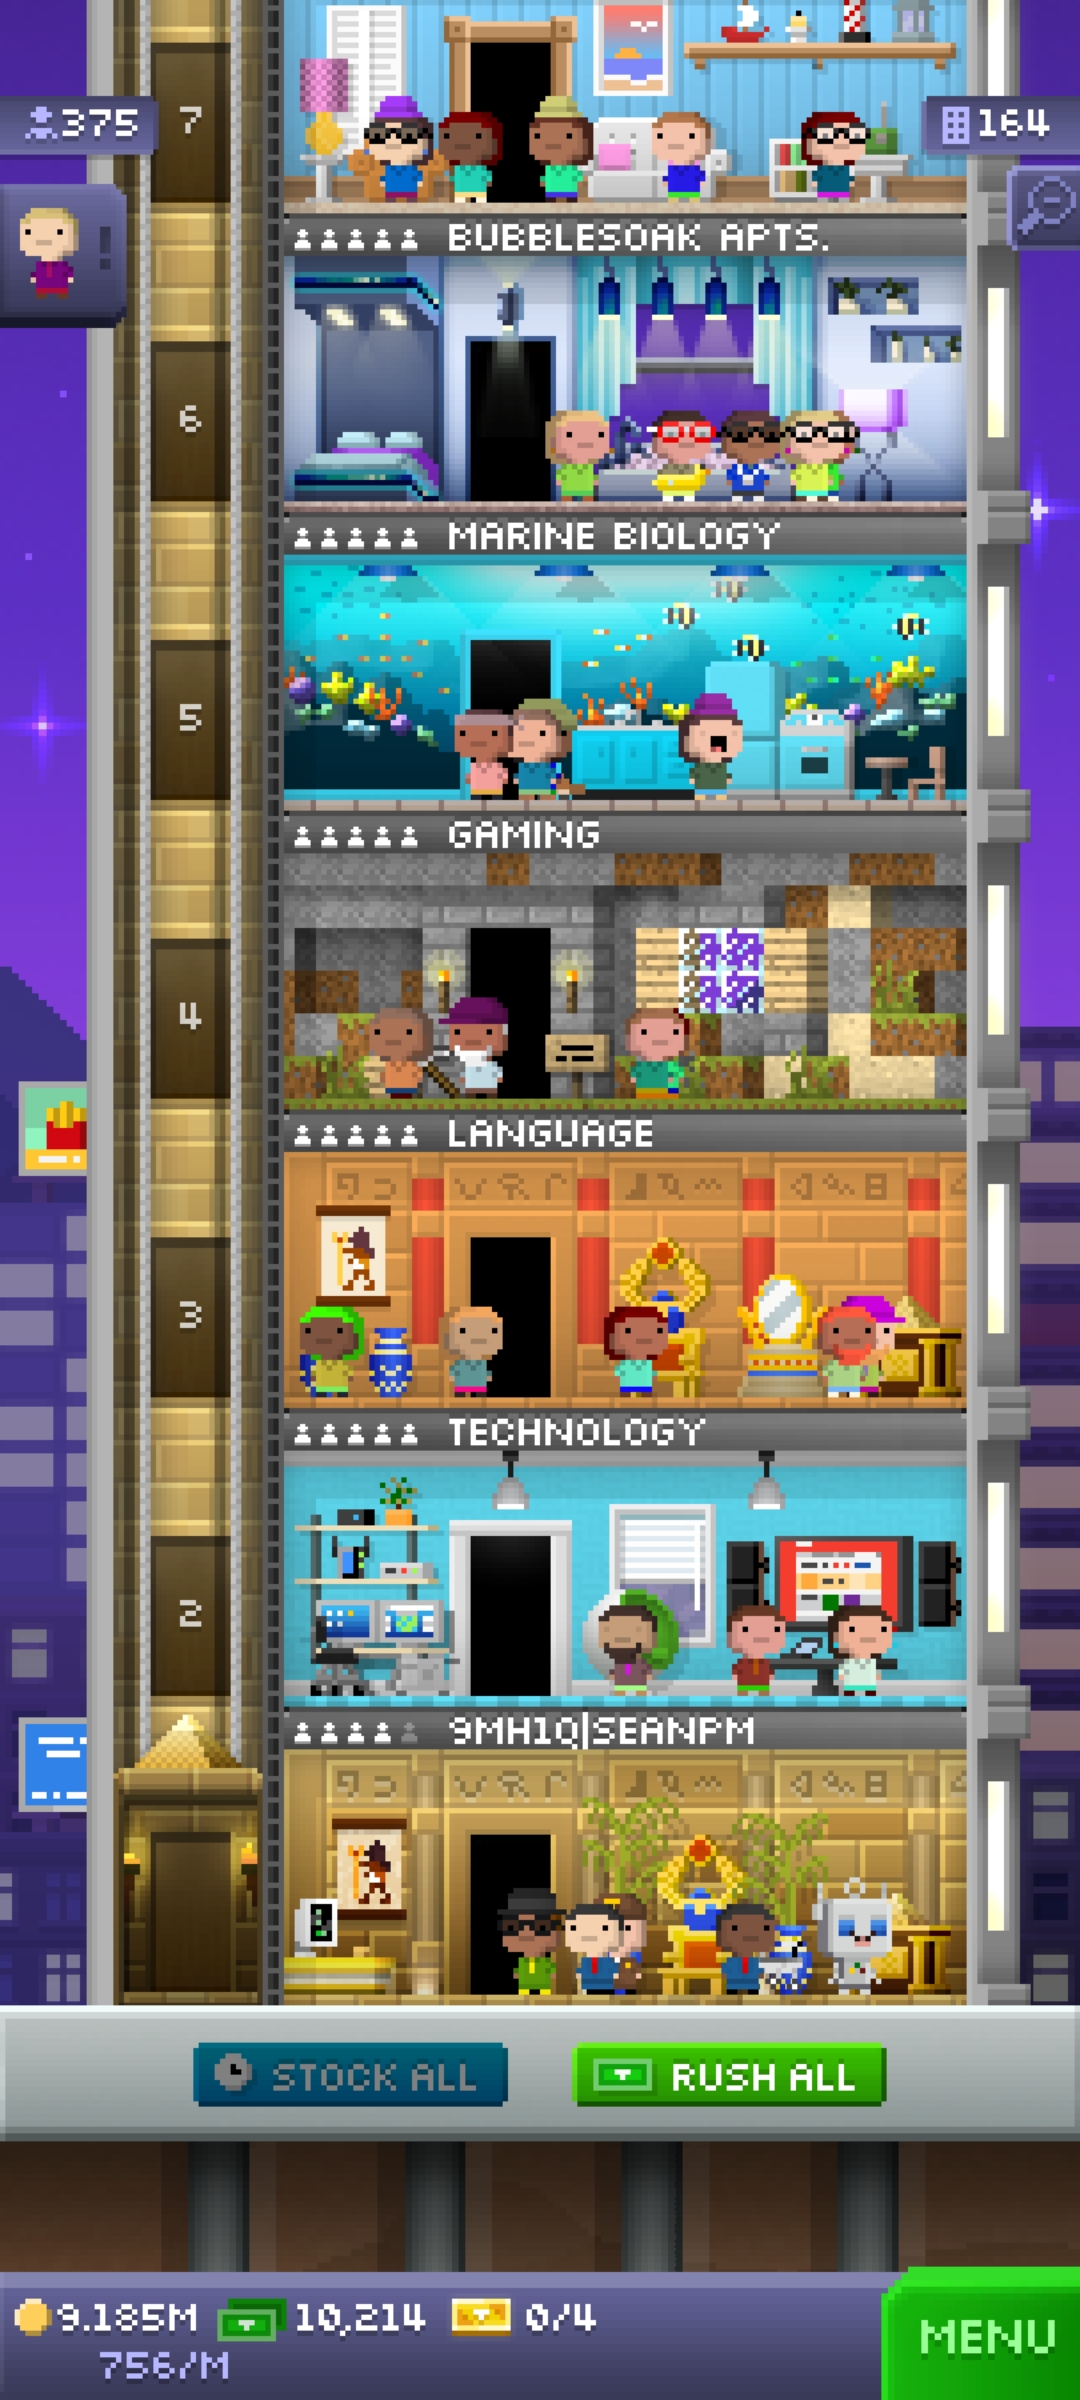 7
375
164
BUBBLESOAK APTS.
6
MARINE BIOLOGY
5
GAMING
4
LANGUAGE
3
TECHNOLOGY
2
9MH1Q|SEANPM
STOCK ALL
RUSH ALL
9.185M
10,214
0/4
756/M
MENU